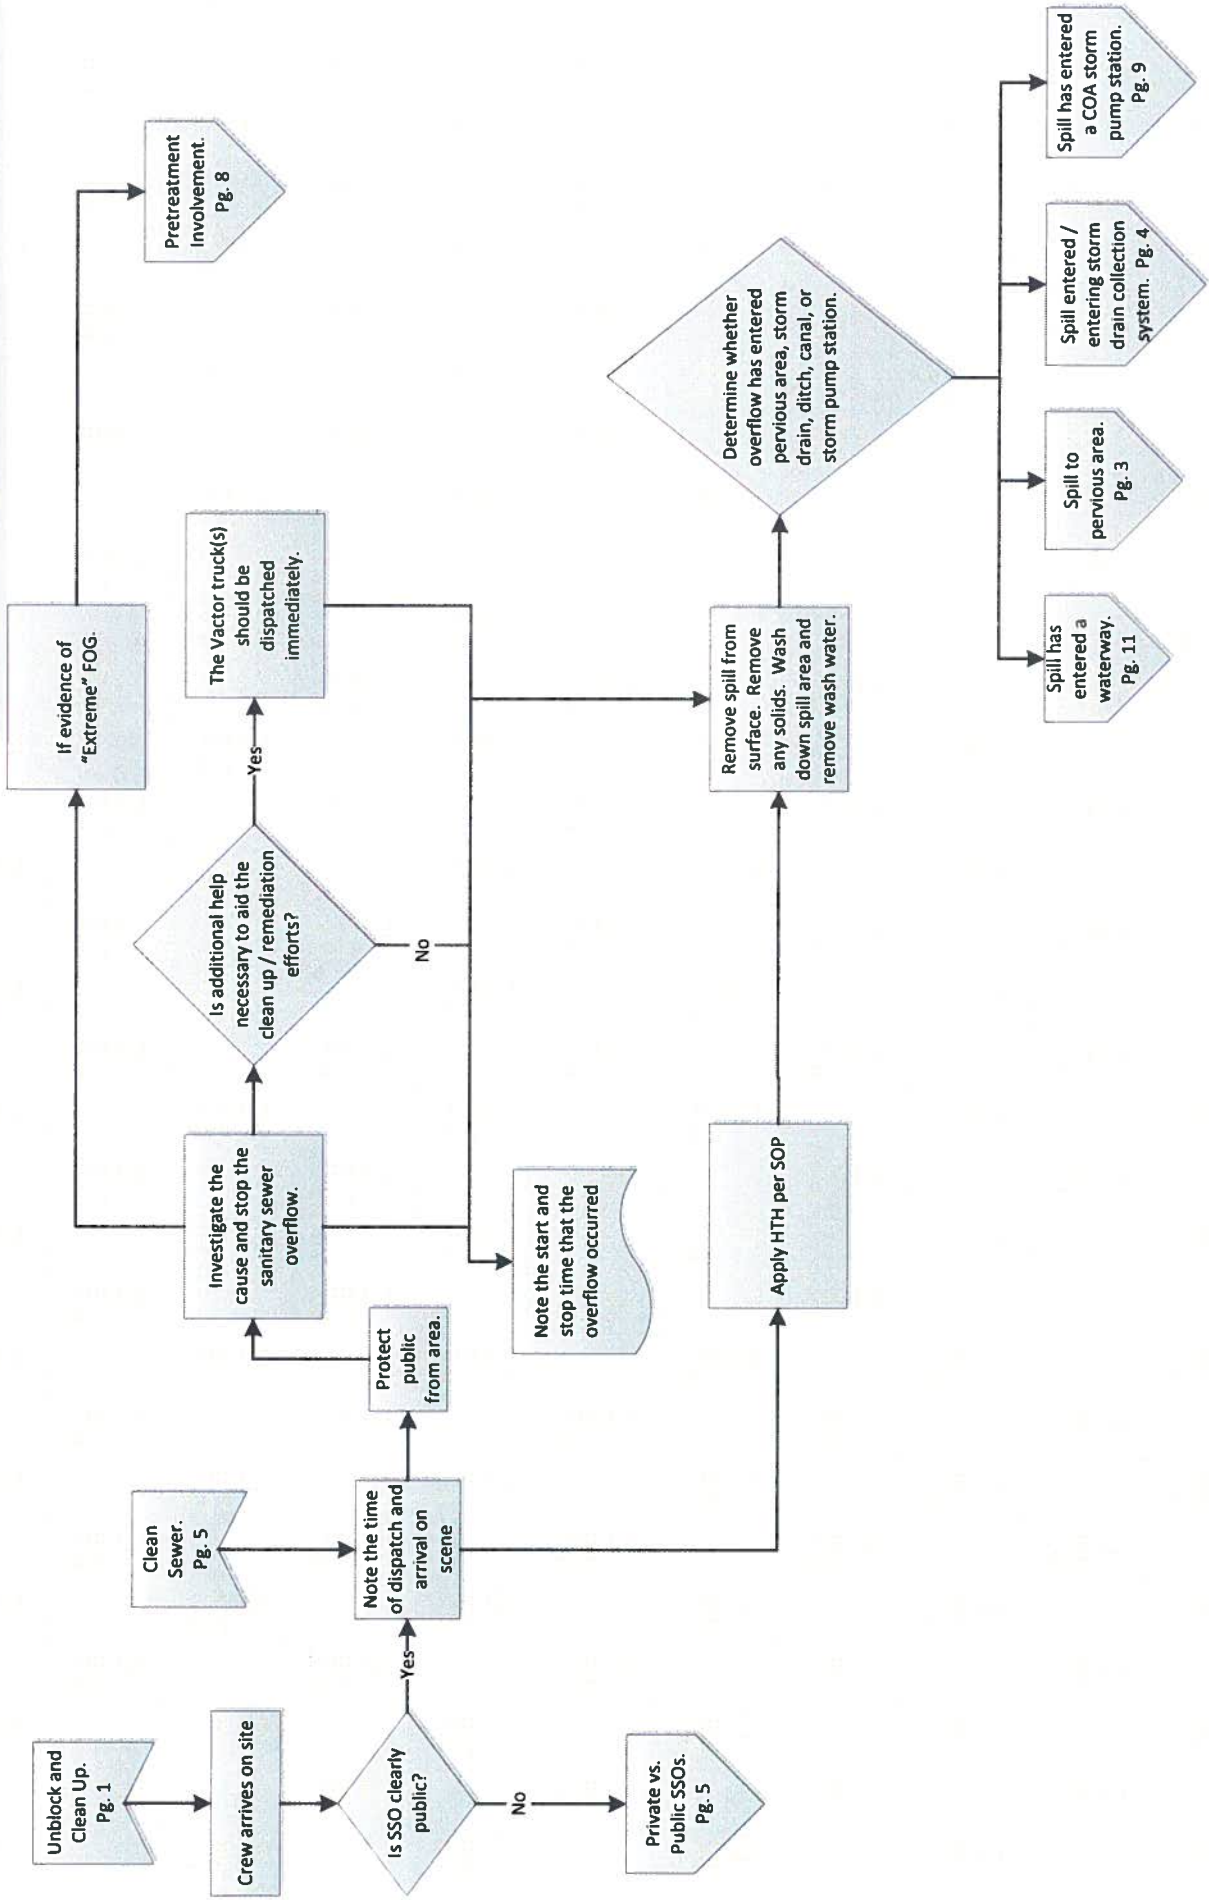 Unblock and
Clean Up.
Pg. 1
Crew arrives on site
Is SSO clearly
public?
Yes
No
Private vs.
Public SSOs.
Pg. 5
Clean
Sewer.
Pg. 5
Note the time
of dispatch and
arrival on
scene
Protect
public
from area.
Investigate the
cause and stop the
sanitary sewer
overflow.
Note the start and
stop time that the
overflow occurred
Apply HTH per SOP
Is additional help
necessary to aid the
clean up / remediation
efforts?
Yes
No
The Vactor truck(s)
should be
dispatched
immediately.
If evidence of
“Extreme” FOG.
Pretreatment
Involvement.
Pg. 8
Remove spill from
surface. Remove
any solids. Wash
down spill area and
remove wash water.
Determine whether
overflow has entered
pervious area, storm
drain, ditch, canal, or
storm pump station.
Spill has
entered a
waterway.
Pg. 11
Spill to
pervious area.
Pg. 3
Spill entered /
entering storm
drain collection
system. Pg. 4
Spill has entered
a COA storm
pump station.
Pg. 9